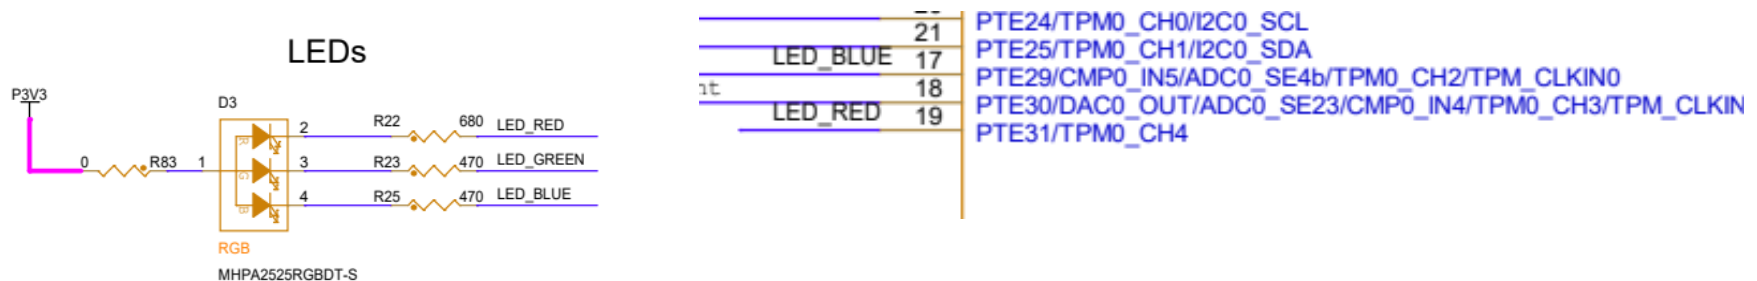 LEDs
P3V3
D3
0 R83 1
R
G
B
2 R22 680 LED_RED
3 R23 470 LED_GREEN
4 R25 470 LED_BLUE
RGB
MHPA2525RGBDT-S
PTE24/TPM0_CH0/I2C0_SCL
21 PTE25/TPM0_CH1/I2C0_SDA
LED_BLUE 17 PTE29/CMP0_IN5/ADC0_SE4b/TPM0_CH2/TPM_CLKIN0
18 PTE30/DAC0_OUT/ADC0_SE23/CMP0_IN4/TPM0_CH3/TPM_CLKIN
LED_RED 19 PTE31/TPM0_CH4